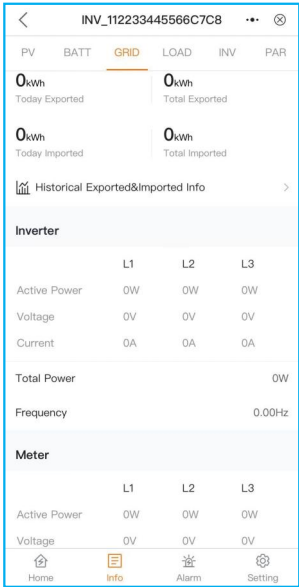 INV_112233445566C7C8
PV BATT GRID LOAD INV PAR
0kWh 0kWh
Today Exported Total Exported
0kWh 0kWh
Today Imported Total Imported
Historical Exported&Imported Info
Inverter
L1 L2 L3
Active Power 0W 0W 0W
Voltage 0V 0V 0V
Current 0A 0A 0A
Total Power 0W
Frequency 0.00Hz
Meter
L1 L2 L3
Active Power 0W 0W 0W
Voltage 0V 0V 0V
Home Info Alarm Setting